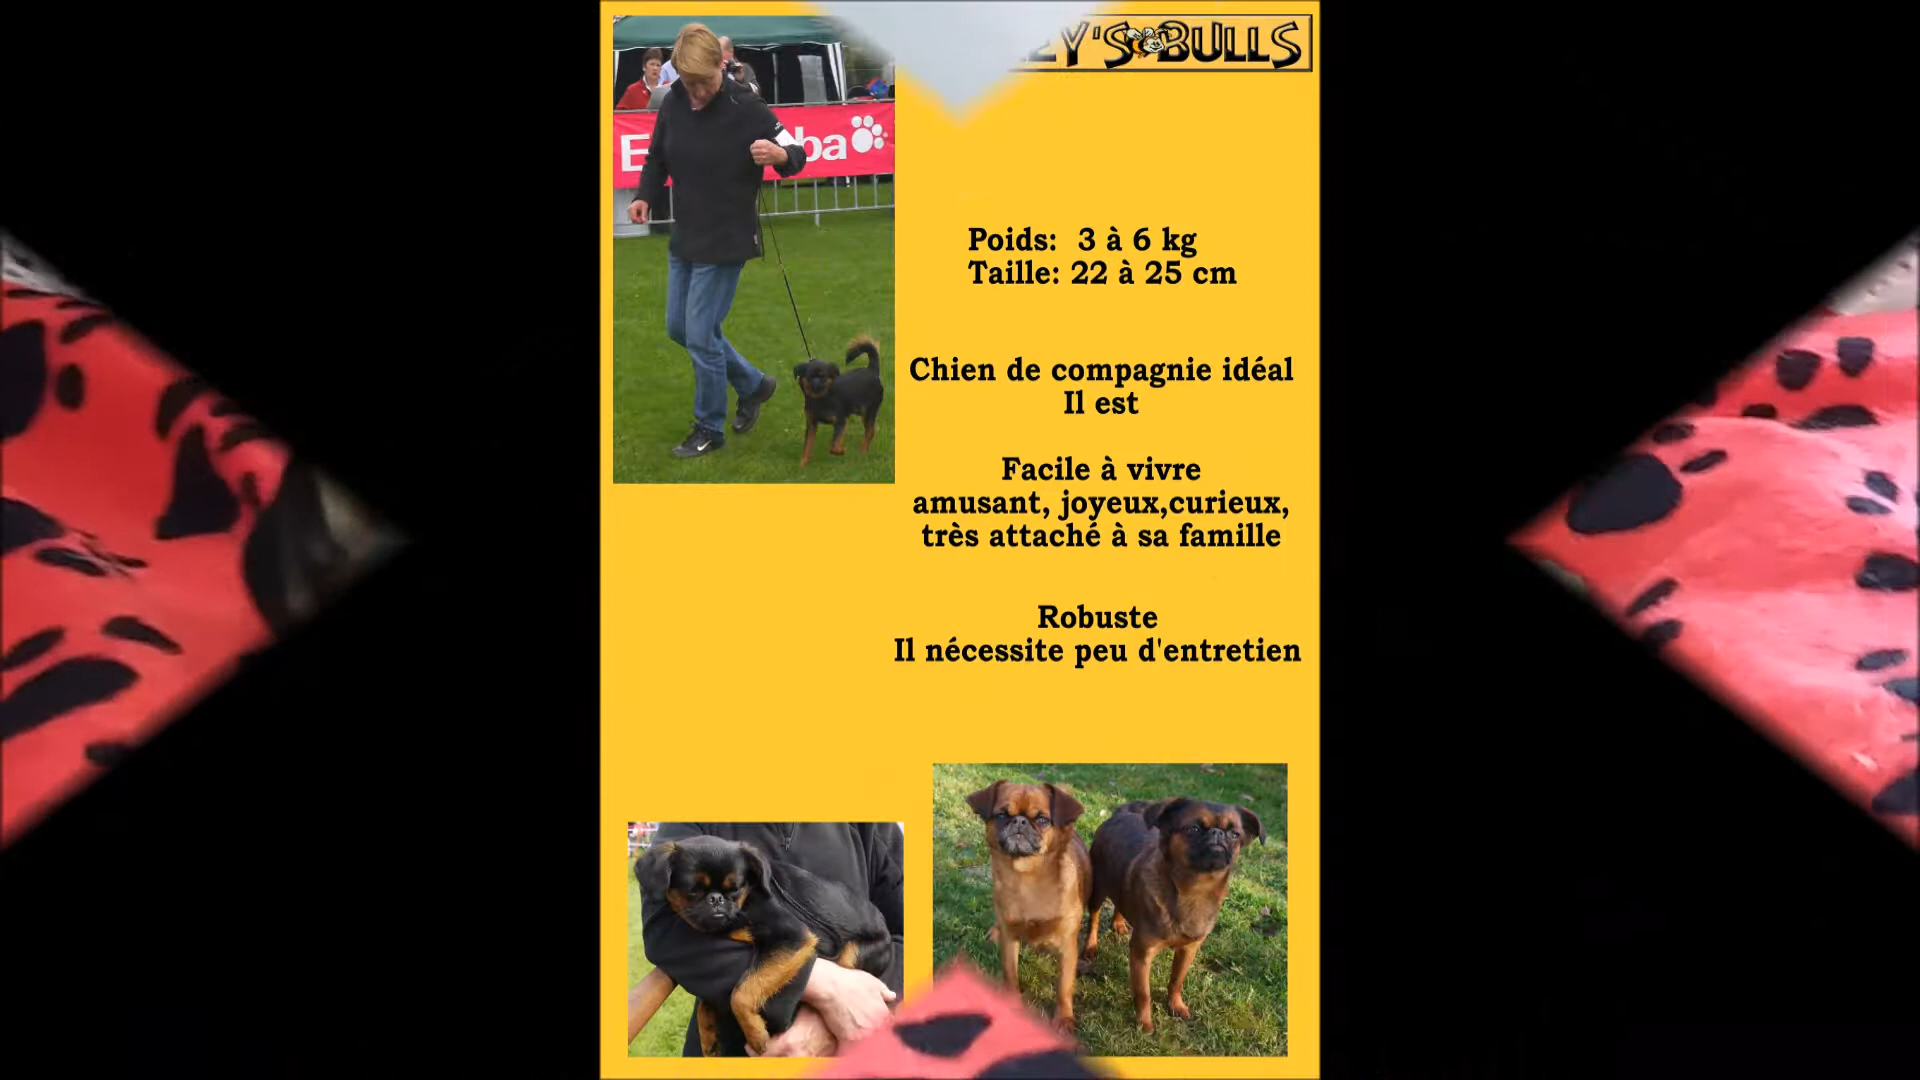 Y'S BULLS
Poids: 3 à 6 kg
Taille: 22 à 25 cm
Chien de compagnie idéal
Il est
Facile à vivre
amusant, joyeux,curieux,
très attaché à sa famille
Robuste
Il nécessite peu d'entretien